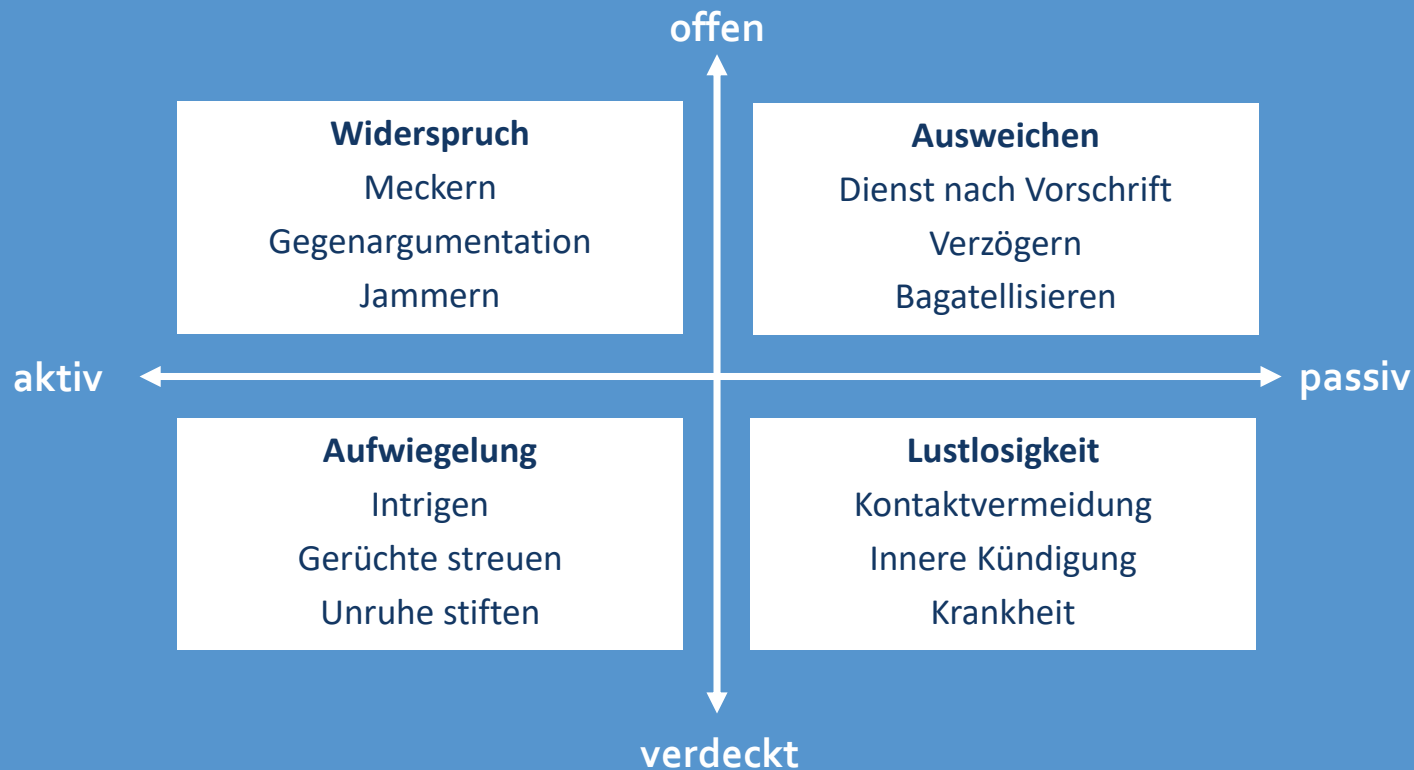 offen
Widerspruch
Meckern
Gegenargumentation
Jammern
Ausweichen
Dienst nach Vorschrift
Verzögern
Bagatellisieren
aktiv
passiv
Aufwiegelung
Intrigen
Gerüchte streuen
Unruhe stiften
Lustlosigkeit
Kontaktvermeidung
Innere Kündigung
Krankheit
verdeckt